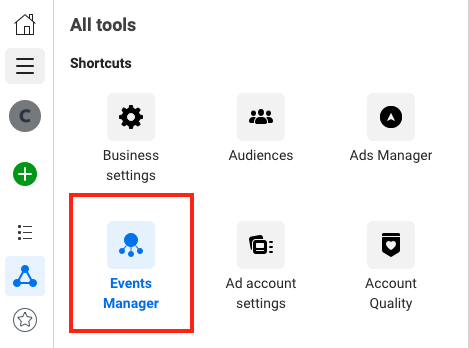 All tools
Shortcuts
C
Business
settings
Audiences
Ads Manager
Events
Manager
Ad account
settings
Account
Quality